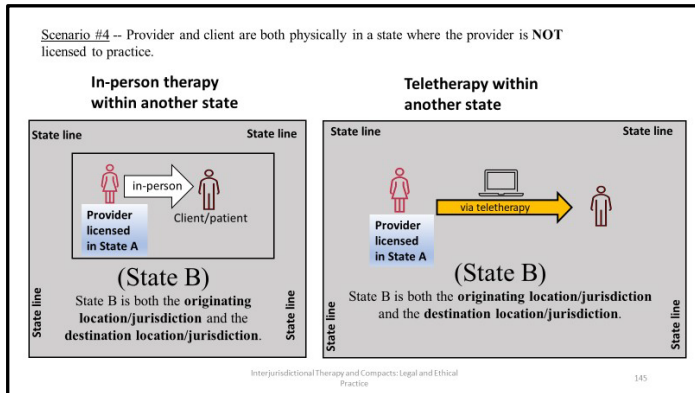 Scenario #4 -- Provider and client are both physically in a state where the provider is NOT
licensed to practice.
In-person therapy
within another state
State line
State line
in-person
Provider
licensed
in State A
Client/patient
(State B)
State B is both the originating
location/jurisdiction and the
destination location/jurisdiction.
State line
State line
Teletherapy within
another state
State line
State line
via teletherapy
Provider
licensed
in State A
(State B)
State B is both the originating location/jurisdiction
and the destination location/jurisdiction.
State line
State line
Interjurisdictional Therapy and Compacts: Legal and Ethical
Practice
145